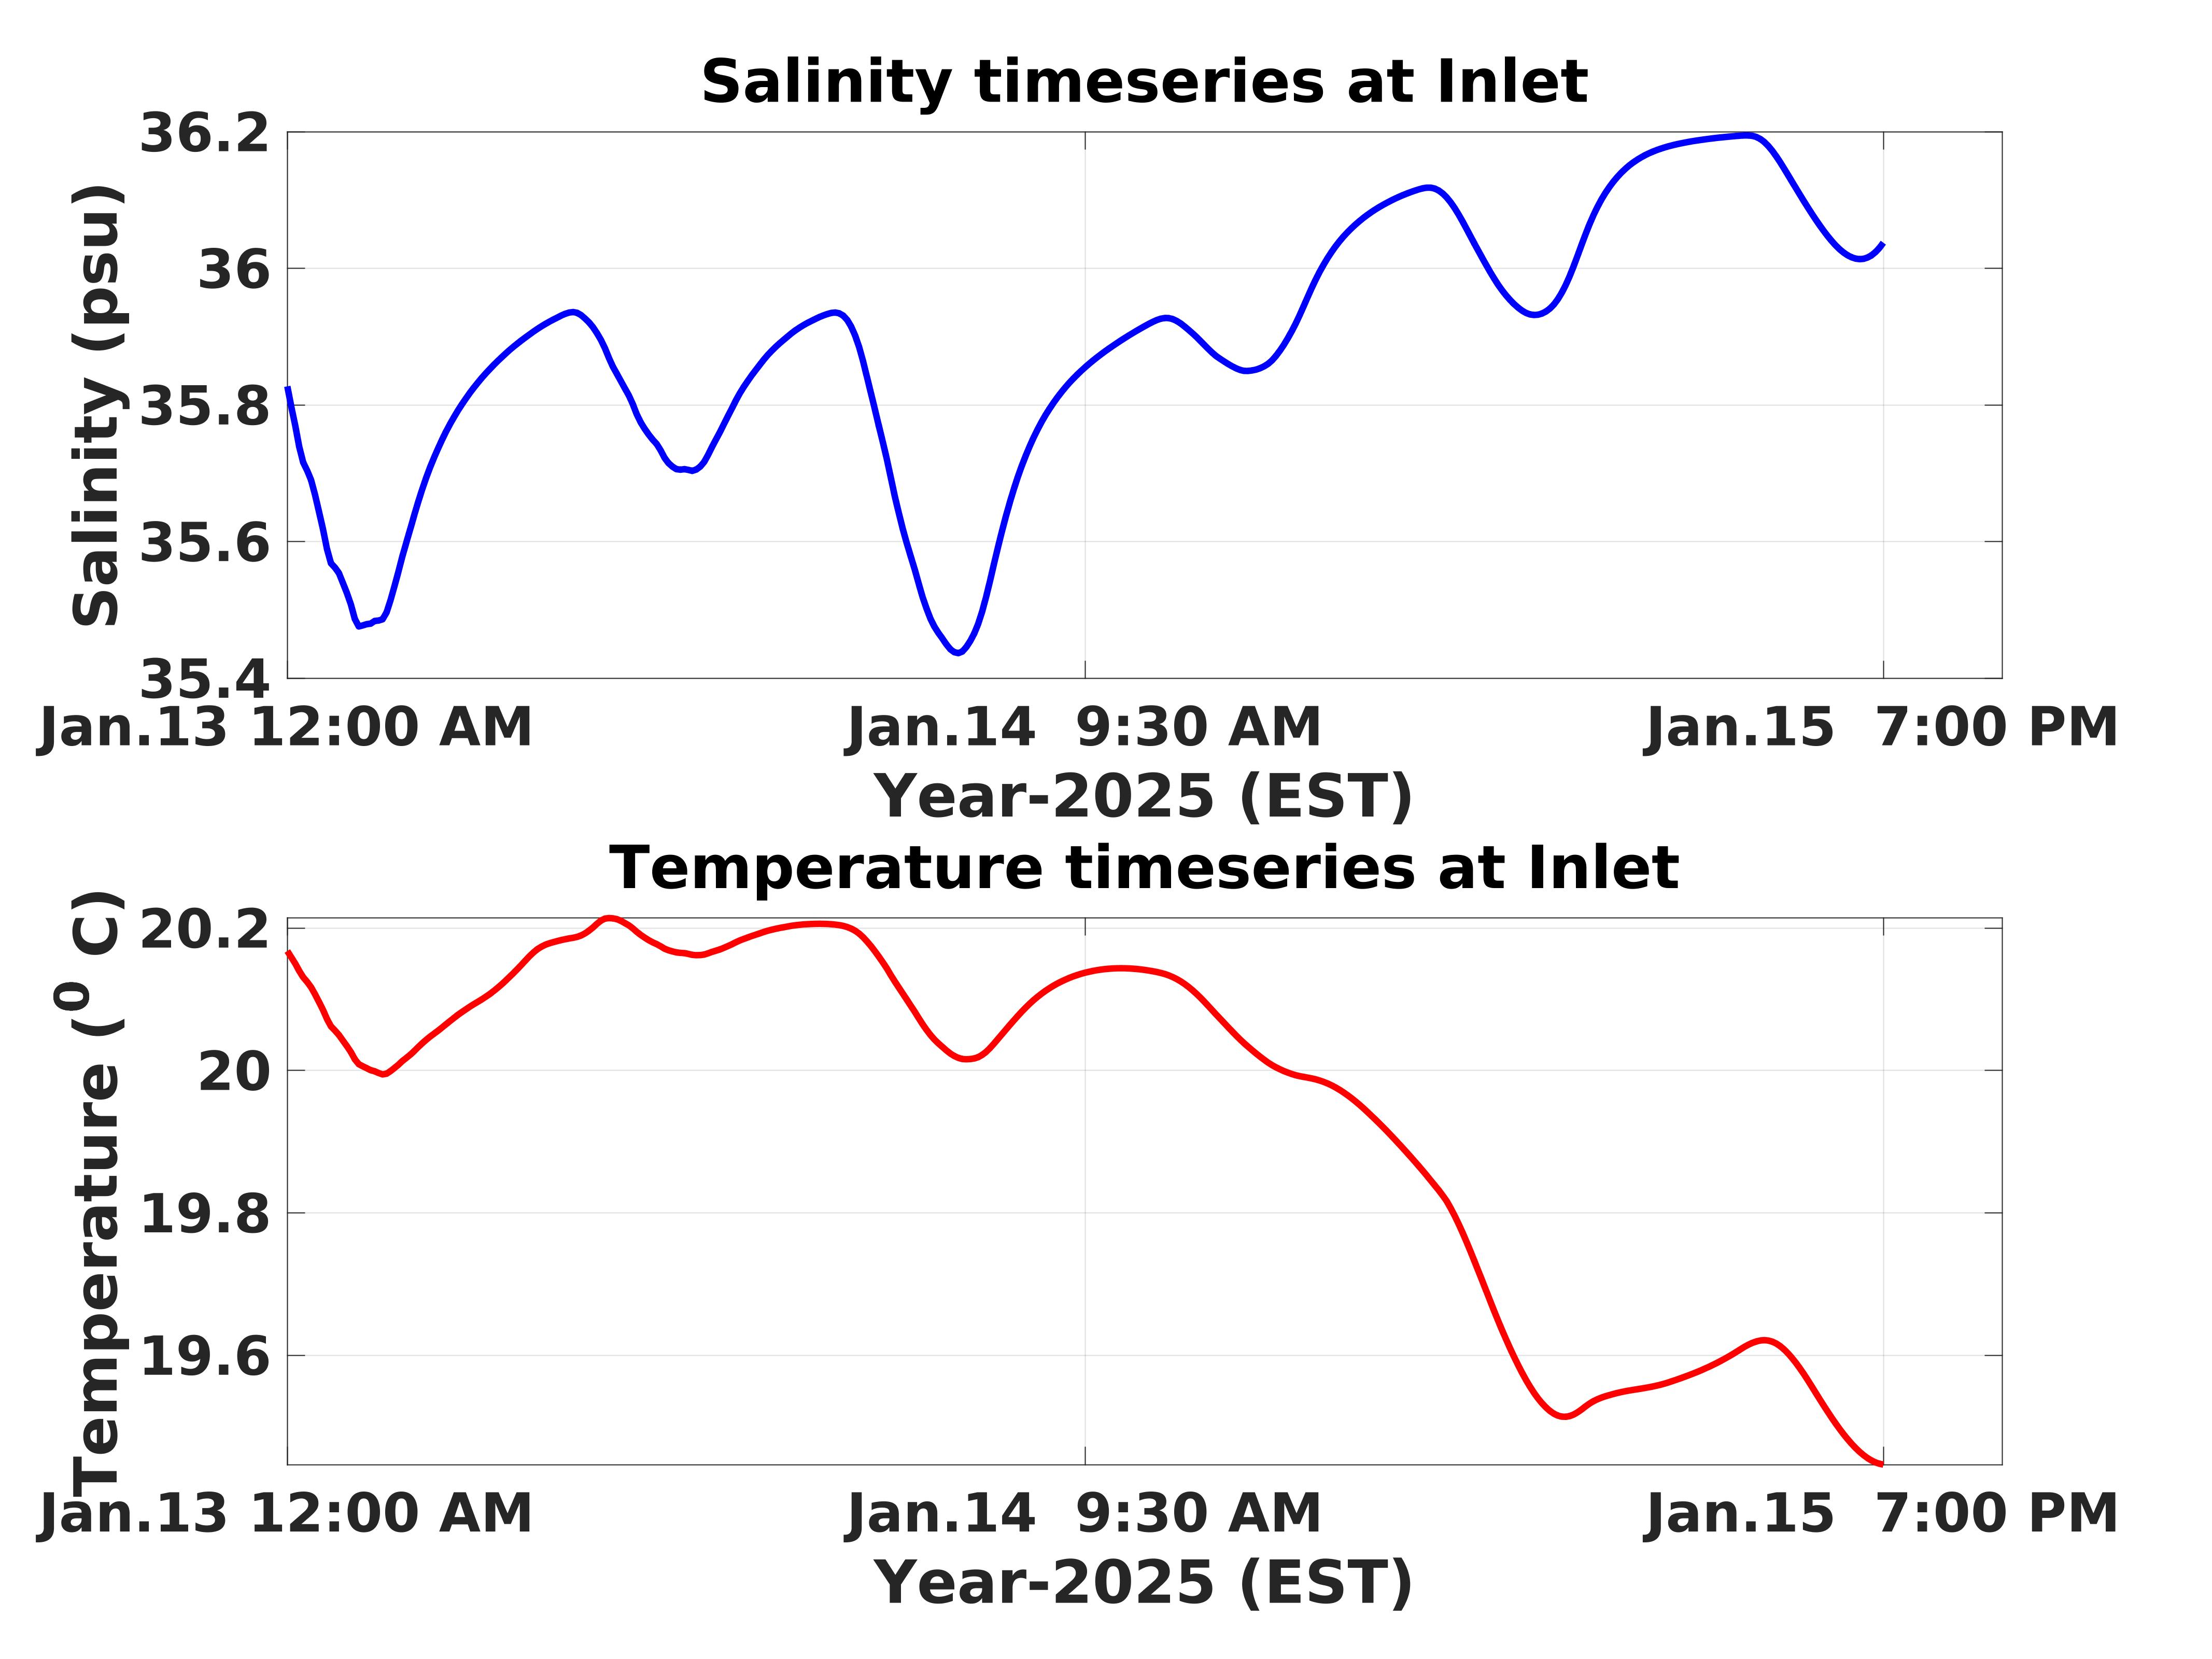 Salinity timeseries at Inlet
Salinity (psu)
36.2
36
35.8
35.6
35.4
Jan.13 12:00 AM
Jan.14  9:30 AM
Jan.15  7:00 PM
Year-2025 (EST)
Temperature timeseries at Inlet
Temperature (⁰ C)
20.2
20
19.8
19.6
Jan.13 12:00 AM
Jan.14  9:30 AM
Jan.15  7:00 PM
Year-2025 (EST)